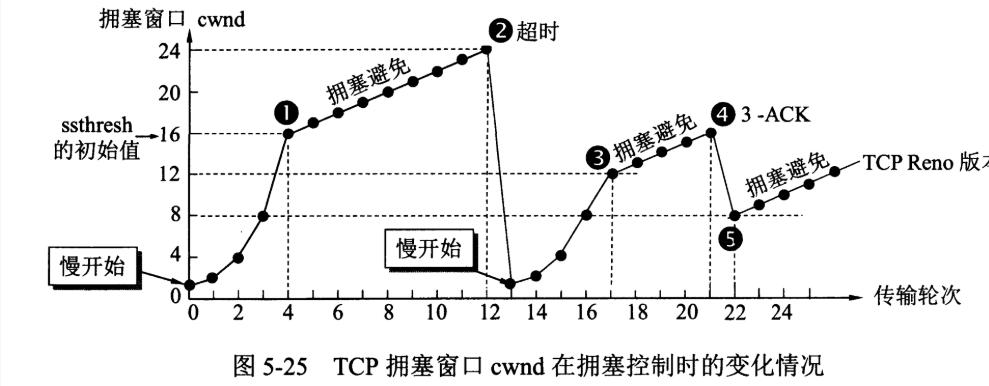 拥塞窗口 cwnd
❷ 超时
24
20
16
12
8
4
0
ssthresh
的初始值
❶
拥塞避免
❸
拥塞避免
❹ 3 -ACK
拥塞避免
TCP Reno 版
❺
慢开始
慢开始
0 2 4 6 8 10 12 14 16 18 20 22 24
传输轮次
图 5-25 TCP 拥塞窗口 cwnd 在拥塞控制时的变化情况